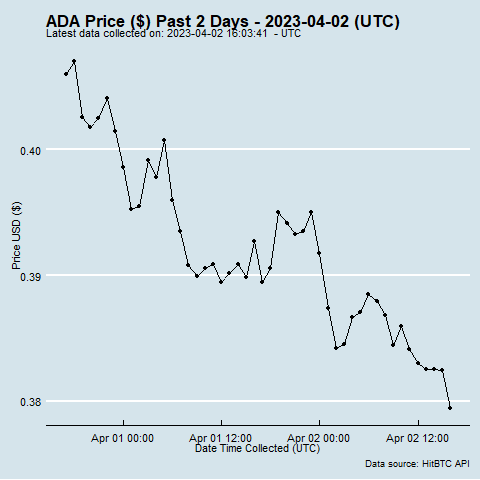 ADA Price ($) Past 2 Days - 2023-04-02 (UTC)
Latest data collected on: 2023-04-02 16:03:41 - UTC
Price USD ($)
0.40
0.39
0.38
Apr 01 00:00 Apr 01 12:00 Apr 02 00:00 Apr 02 12:00
Date Time Collected (UTC)
Data source: HitBTC API